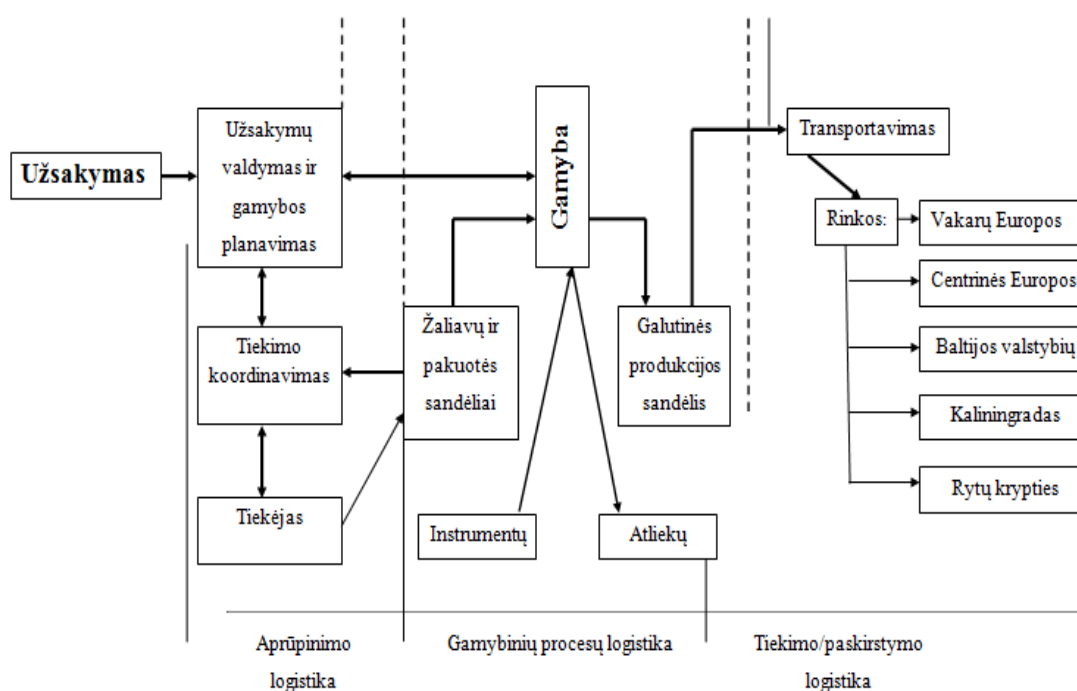 Užsakymas
Užsakymų
valdymas ir
gamybos
planavimas
Tiekimo
koordinavimas
Tiekėjas
Žaliavų ir
pakuotės
sandėliai
Gamyba
Galutinės
produkcijos
sandėlis
Instrumentų
Atliekų
Transportavimas
Rinkos:
Vakarų Europos
Centrinės Europos
Baltijos valstybių
Kaliningradas
Rytų krypties
Aprūpinimo
logistika
Gamybinių procesų logistika
Tiekimo/paskirstymo
logistika